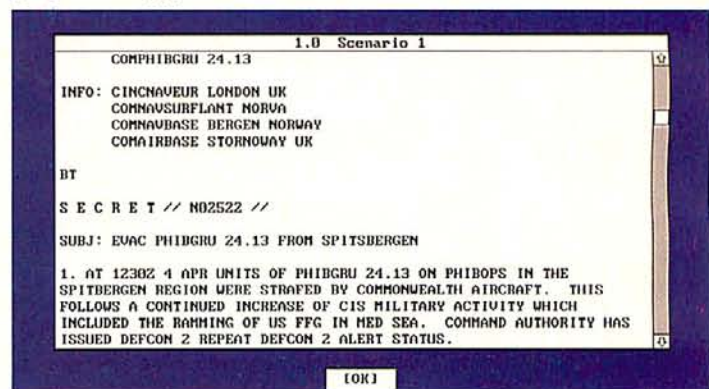 1.0 Scenario 1
COMPHIBGRU 24.13
INFO: CINCNAVEUR LONDON UK
COMNAVSURFLANT NORVA
COMNAVBASE BERGEN NORWAY
COMAIRBASE STORNOWAY UK
BT
S E C R E T // N02522 //
SUBJ: EVAC PHIBGRU 24.13 FROM SPITSBERGEN
1. AT 1230Z 4 APR UNITS OF PHIBGRU 24.13 ON PHIBOPS IN THE
SPITBERGEN REGION WERE STRAFED BY COMMONWEALTH AIRCRAFT. THIS
FOLLOWS A CONTINUED INCREASE OF CIS MILITARY ACTIVITY WHICH
INCLUDED THE RAMMING OF US FFG IN MED SEA. COMMAND AUTHORITY HAS
ISSUED DEFCON 2 REPEAT DEFCON 2 ALERT STATUS.
[OK]